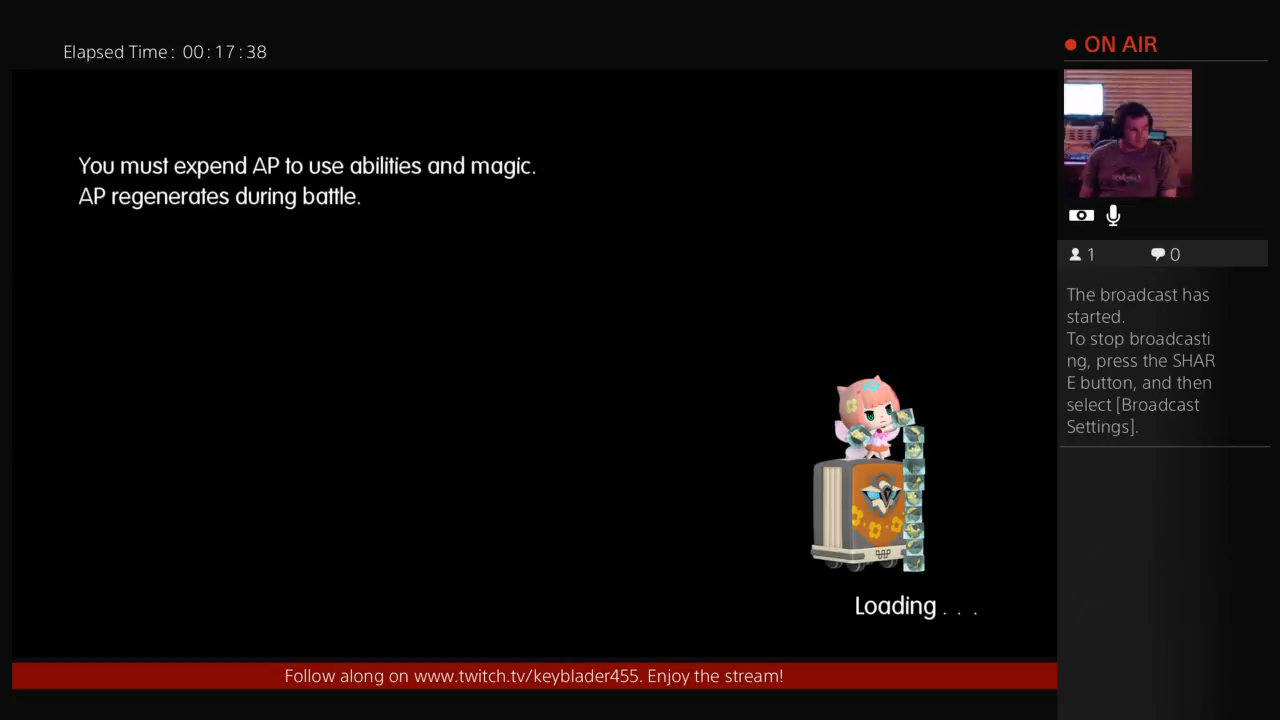 Elapsed Time: 00:17:38
ON AIR
You must expend AP to use abilities and magic.
AP regenerates during battle.
1
0
The broadcast has
started.
To stop broadcasti
ng, press the SHAR
E button, and then
select [Broadcast
Settings].
Loading . . .
Follow along on www.twitch.tv/keyblader455. Enjoy the stream!